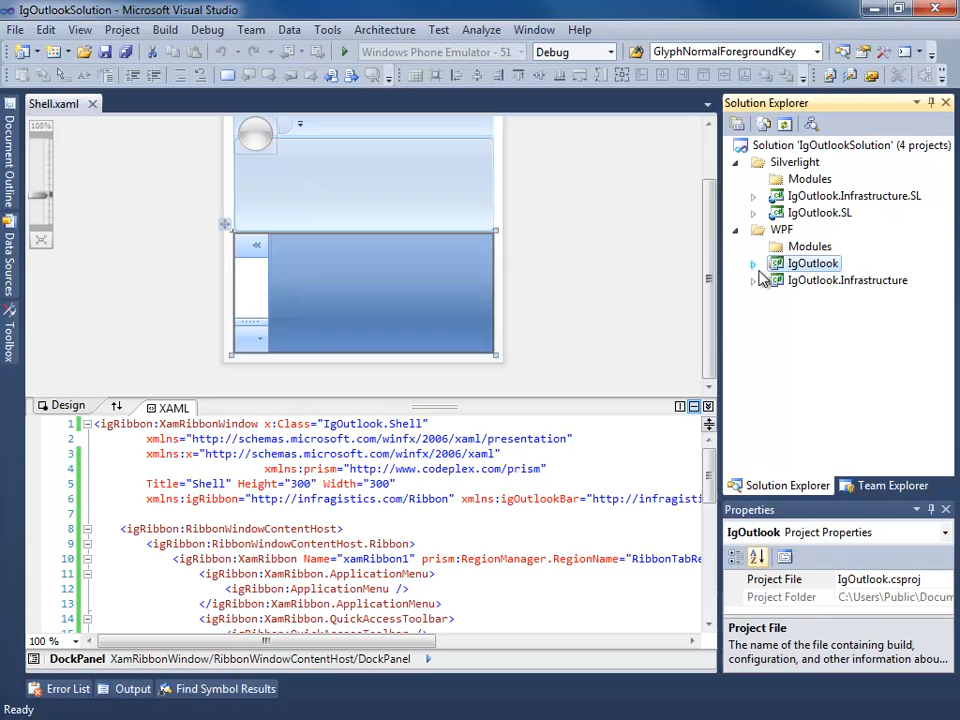 IgOutlookSolution - Microsoft Visual Studio
File Edit View Project Build Debug Team Data Tools Architecture Test Analyze Window Help
Windows Phone Emulator - 51 Debug GlyphNormalForegroundKey
Shell.xaml
Solution Explorer
Document Outline
Data Sources
Toolbox
100%
Solution 'IgOutlookSolution' (4 projects)
Silverlight
Modules
IgOutlook.Infrastructure.SL
IgOutlook.SL
WPF
Modules
IgOutlook
IgOutlook.Infrastructure
Design XAML
1 <igRibbon:XamRibbonWindow x:Class="IgOutlook.Shell"
2 xmlns="http://schemas.microsoft.com/winfx/2006/xaml/presentation"
3 xmlns:x="http://schemas.microsoft.com/winfx/2006/xaml"
4 xmlns:prism="http://www.codeplex.com/prism"
5 Title="Shell" Height="300" Width="300"
6 xmlns:igRibbon="http://infragistics.com/Ribbon" xmlns:igOutlookBar="http://infragisti
7
8 <igRibbon:RibbonWindowContentHost>
9 <igRibbon:RibbonWindowContentHost.Ribbon>
10 <igRibbon:XamRibbon Name="xamRibbon1" prism:RegionManager.RegionName="RibbonTabRe
11 <igRibbon:XamRibbon.ApplicationMenu>
12 <igRibbon:ApplicationMenu />
13 </igRibbon:XamRibbon.ApplicationMenu>
14 <igRibbon:XamRibbon.QuickAccessToolbar>
100 %
DockPanel XamRibbonWindow/RibbonWindowContentHost/DockPanel
Solution Explorer Team Explorer
Properties
IgOutlook Project Properties
Project File IgOutlook.csproj
Project Folder C:\Users\Public\Docum
Project File
The name of the file containing build, configuration, and other information abou...
Error List Output Find Symbol Results
Ready